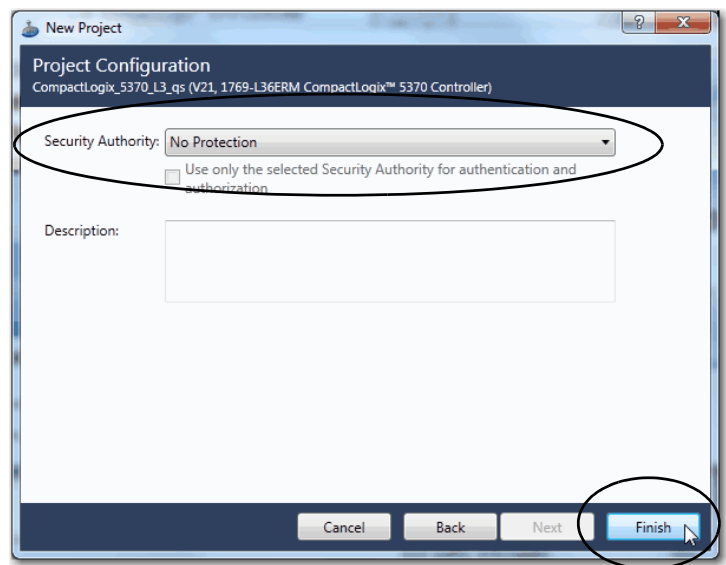 New Project
?
X
Project Configuration
CompactLogix_5370_L3_qs (V21, 1769-L36ERM CompactLogix™ 5370 Controller)
Security Authority: No Protection
Use only the selected Security Authority for authentication and
authorization
Description:
Cancel Back Next Finish